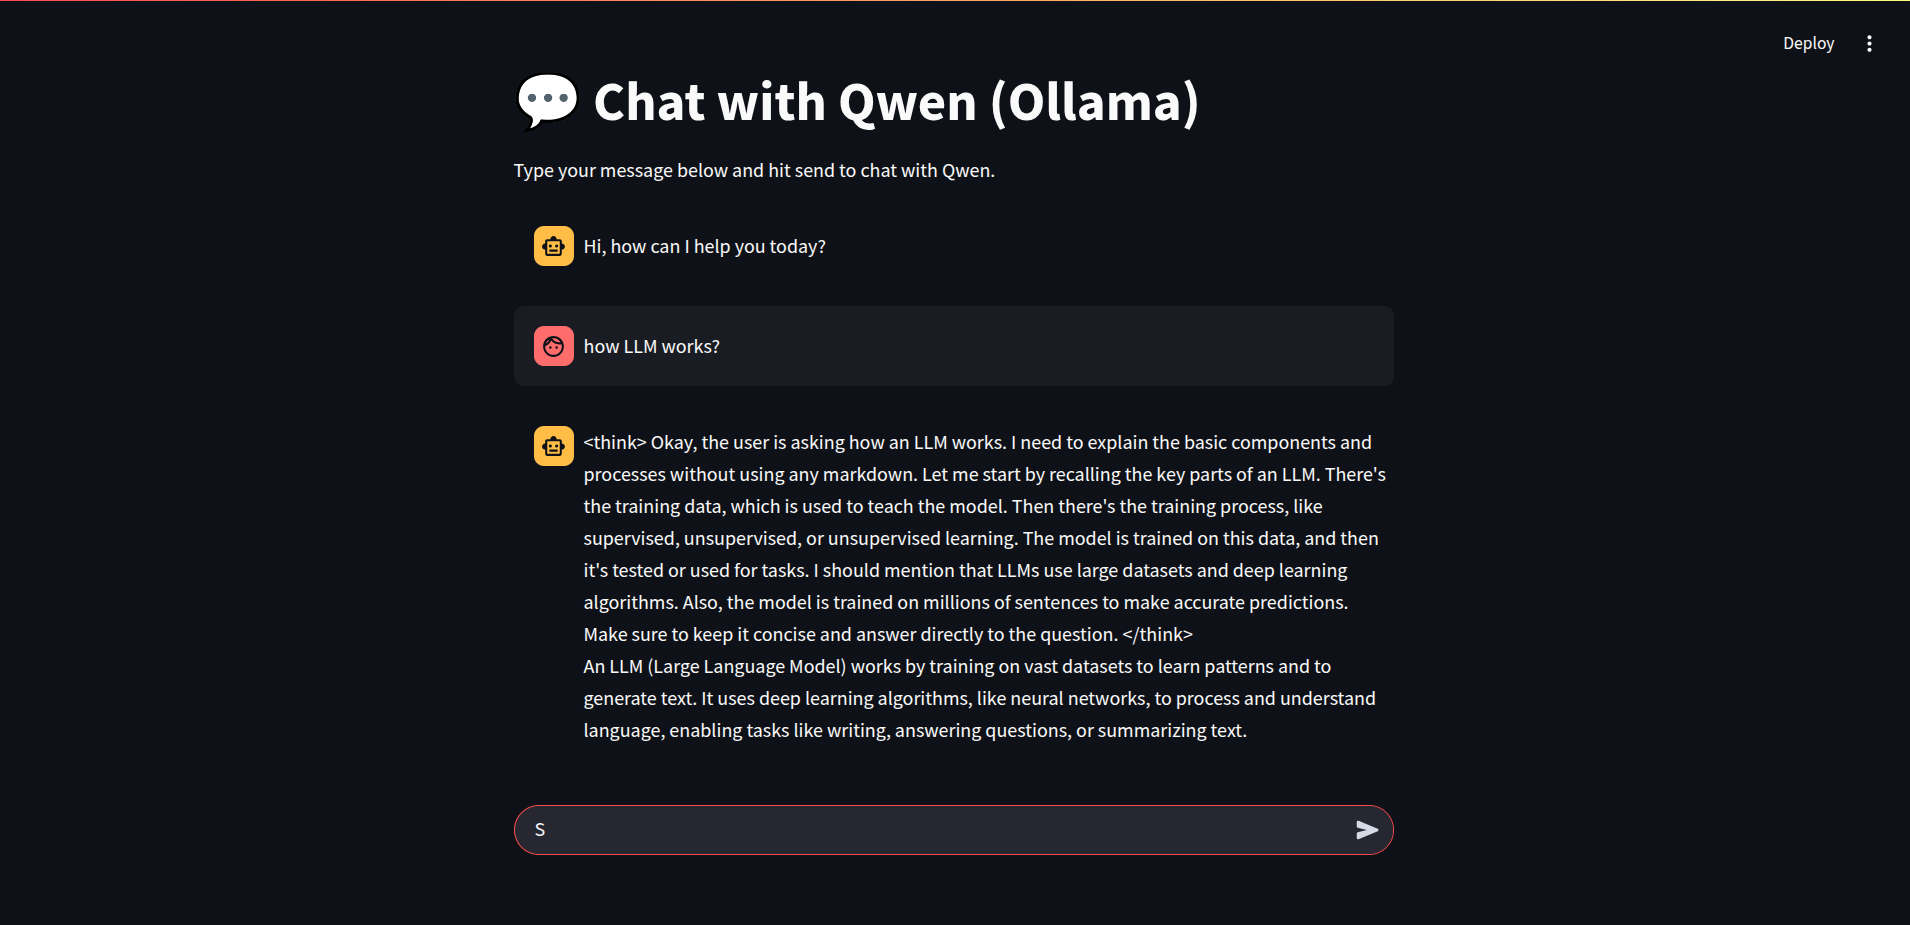 Deploy
Chat with Qwen (Ollama)
Type your message below and hit send to chat with Qwen.
Hi, how can I help you today?
how LLM works?
<think> Okay, the user is asking how an LLM works. I need to explain the basic components and
processes without using any markdown. Let me start by recalling the key parts of an LLM. There's
the training data, which is used to teach the model. Then there's the training process, like
supervised, unsupervised, or unsupervised learning. The model is trained on this data, and then
it's tested or used for tasks. I should mention that LLMs use large datasets and deep learning
algorithms. Also, the model is trained on millions of sentences to make accurate predictions.
Make sure to keep it concise and answer directly to the question. </think>
An LLM (Large Language Model) works by training on vast datasets to learn patterns and to
generate text. It uses deep learning algorithms, like neural networks, to process and understand
language, enabling tasks like writing, answering questions, or summarizing text.
S